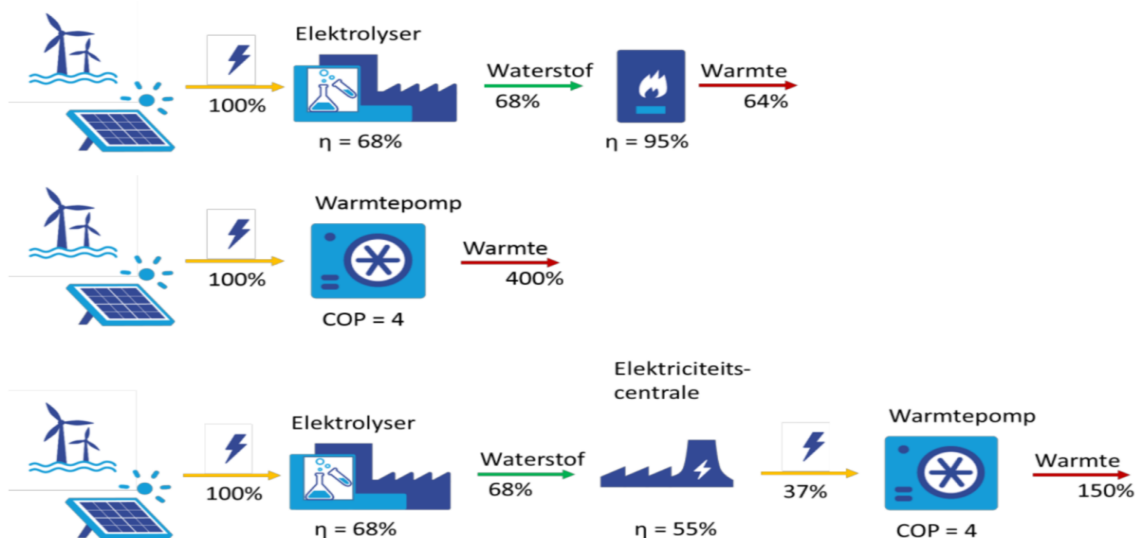 Elektrolyser
Waterstof
Warmte
100%
68%
64%
η = 68%
η = 95%
Warmtepomp
Warmte
100%
400%
COP = 4
Elektriciteits-
centrale
Elektrolyser
Warmtepomp
Waterstof
Warmte
100%
68%
37%
150%
η = 68%
η = 55%
COP = 4